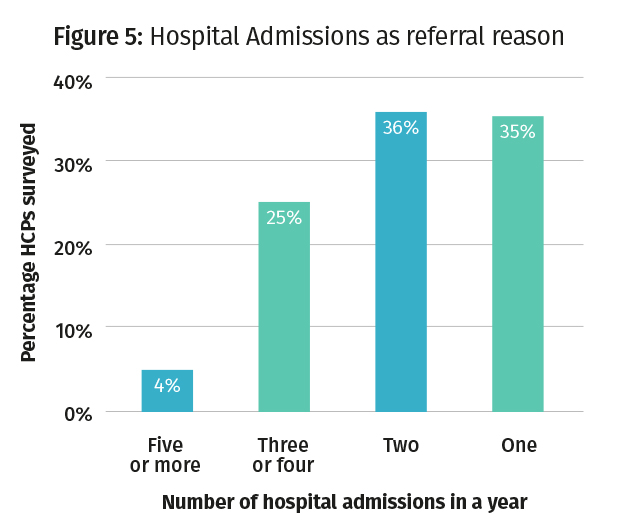 Figure 5: Hospital Admissions as referral reason
Percentage HCPs surveyed
40%
30%
20%
10%
0%
4%
25%
36%
35%
Five
or more
Three
or four
Two
One
Number of hospital admissions in a year